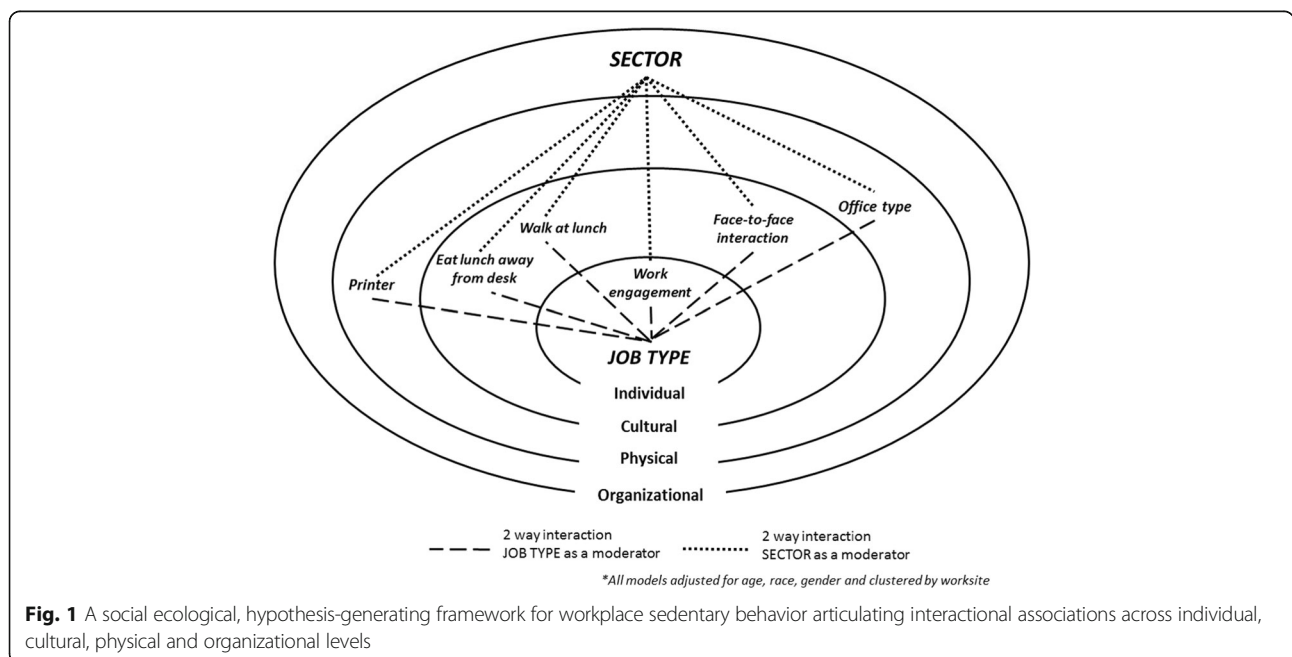 SECTOR
Office type
Face-to-face
interaction
Walk at lunch
Eat lunch away
from desk
Printer
Work
engagement
JOB TYPE
Individual
Cultural
Physical
Organizational
2 way interaction
JOB TYPE as a moderator
2 way interaction
SECTOR as a moderator
*All models adjusted for age, race, gender and clustered by worksite
Fig. 1 A social ecological, hypothesis-generating framework for workplace sedentary behavior articulating interactional associations across individual,
cultural, physical and organizational levels